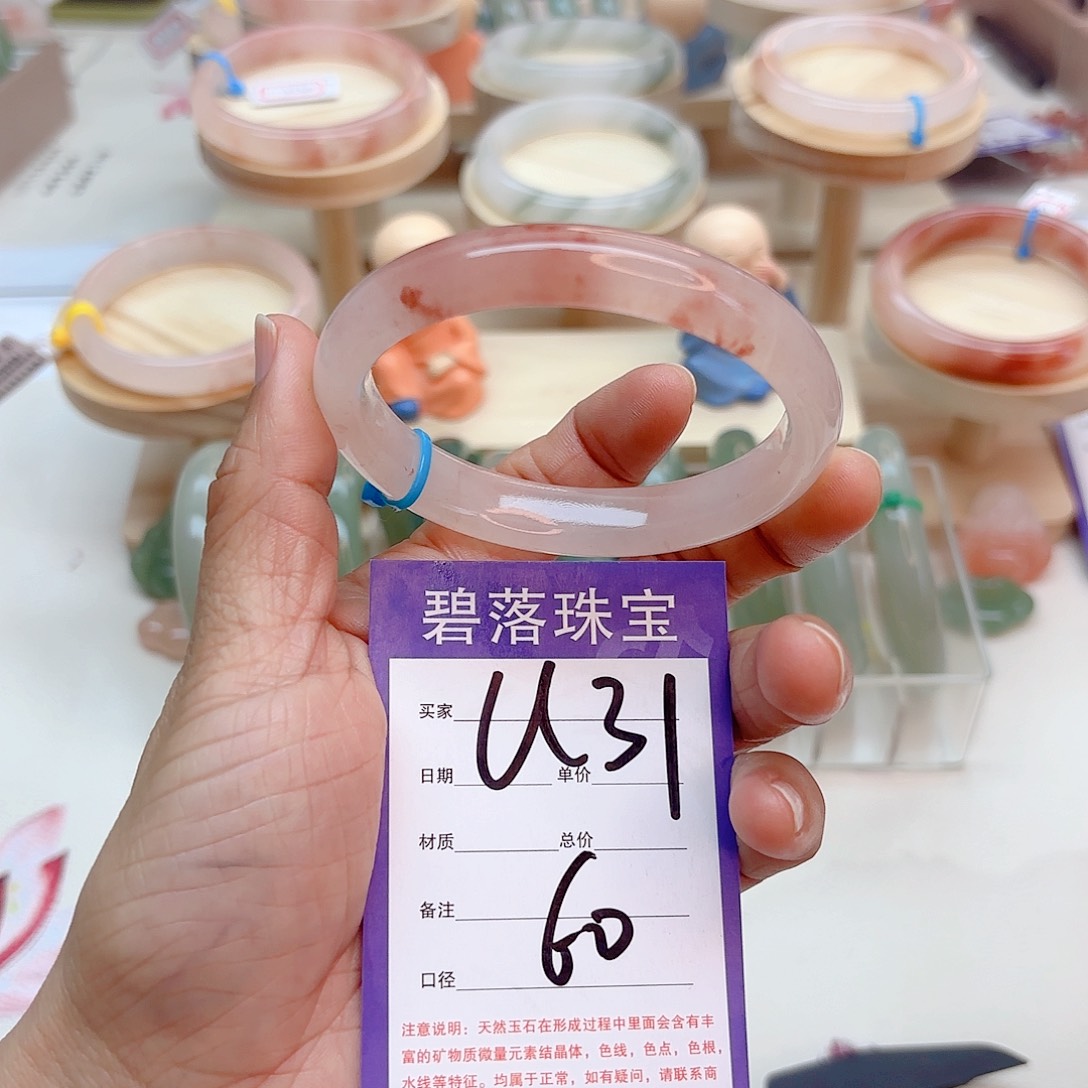 碧落珠宝
买家
U31
日期 单价
材质 总价
备注
60
口径
注意说明：天然玉石在形成过程中里面会含有丰
富的矿物质微量元素结晶体，色线，色点，色根，
水线等特征。均属于正常，如有疑问，请联系商